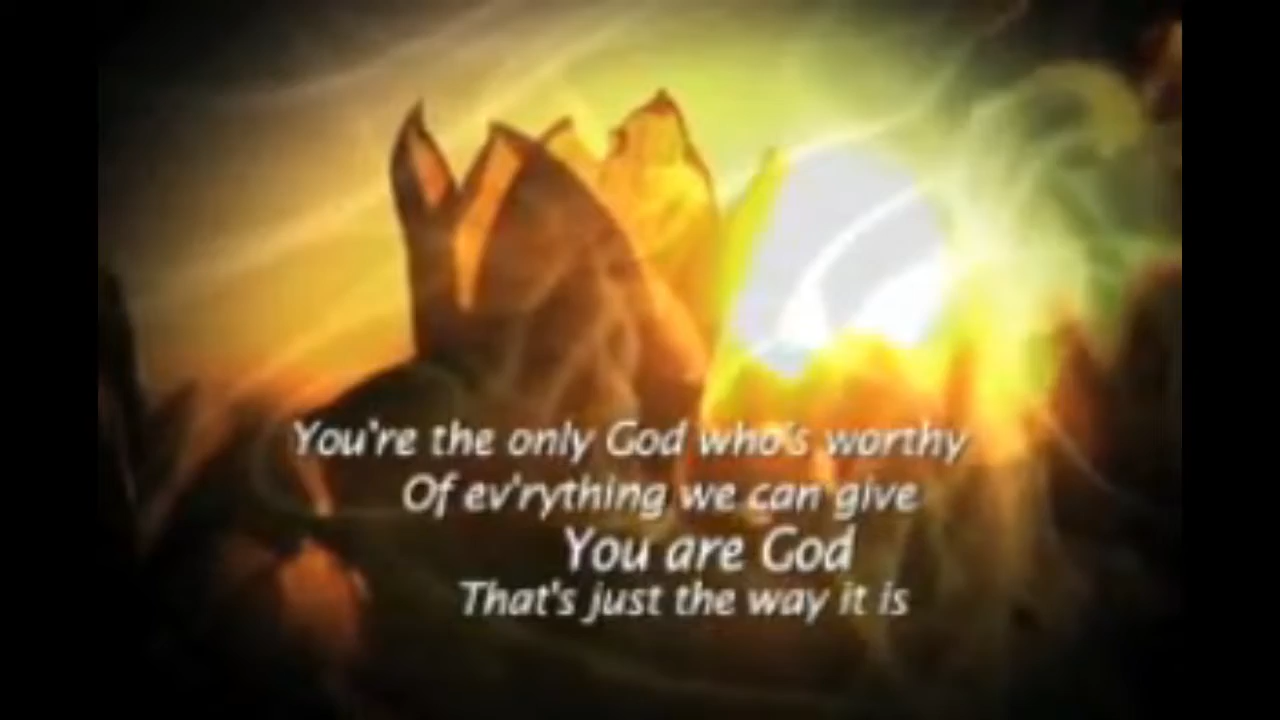 You're the only God who's worthy
Of ev'rything we can give
You are God
That's just the way it is